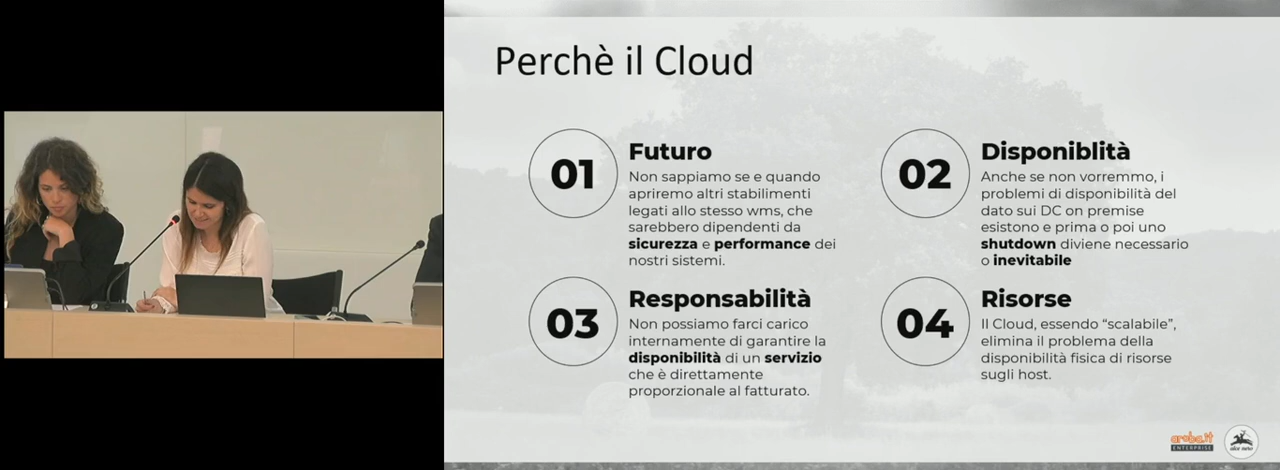 Perchè il Cloud
01
Futuro
Non sappiamo se e quando
apriremo altri stabilimenti
legati allo stesso wms, che
sarebbero dipendenti da
sicurezza e performance dei
nostri sistemi.
02
Disponiblità
Anche se non vorremmo, i
problemi di disponibilità del
dato sui DC on premise
esistono e prima o poi uno
shutdown diviene necessario
o inevitabile
03
Responsabilità
Non possiamo farci carico
internamente di garantire la
disponibilità di un servizio
che è direttamente
proporzionale al fatturato.
04
Risorse
Il Cloud, essendo “scalabile”,
elimina il problema della
disponibilità fisica di risorse
sugli host.
aruba.it
ENTERPRISE
alce nero